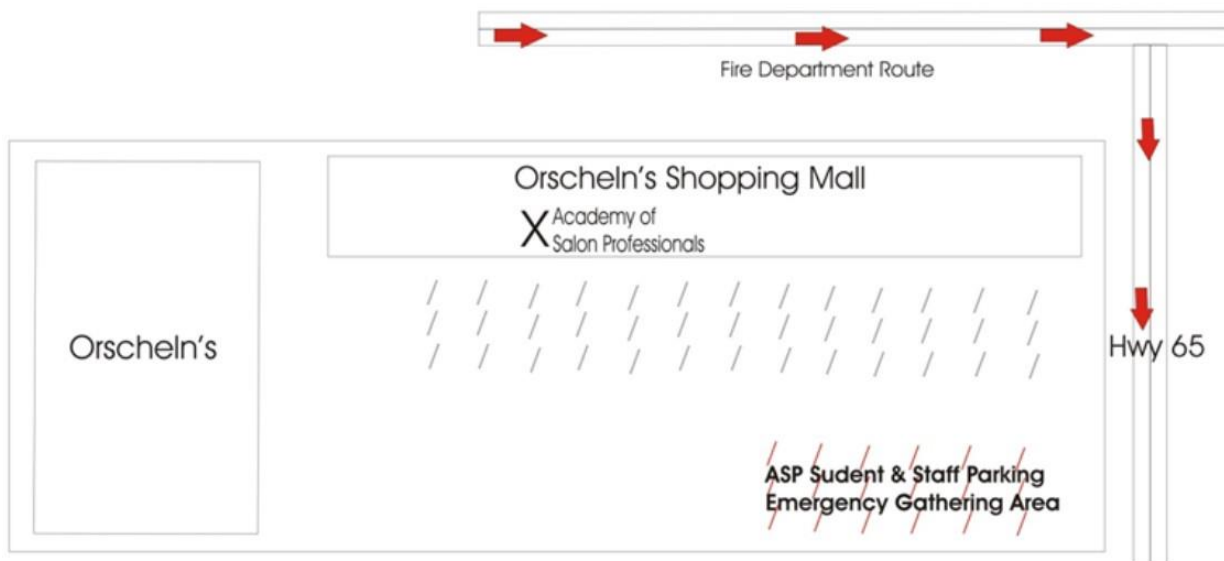 Fire Department Route
Orscheln's Shopping Mall
X Academy of
Salon Professionals
Orscheln's
Hwy 65
ASP Sudent & Staff Parking
Emergency Gathering Area